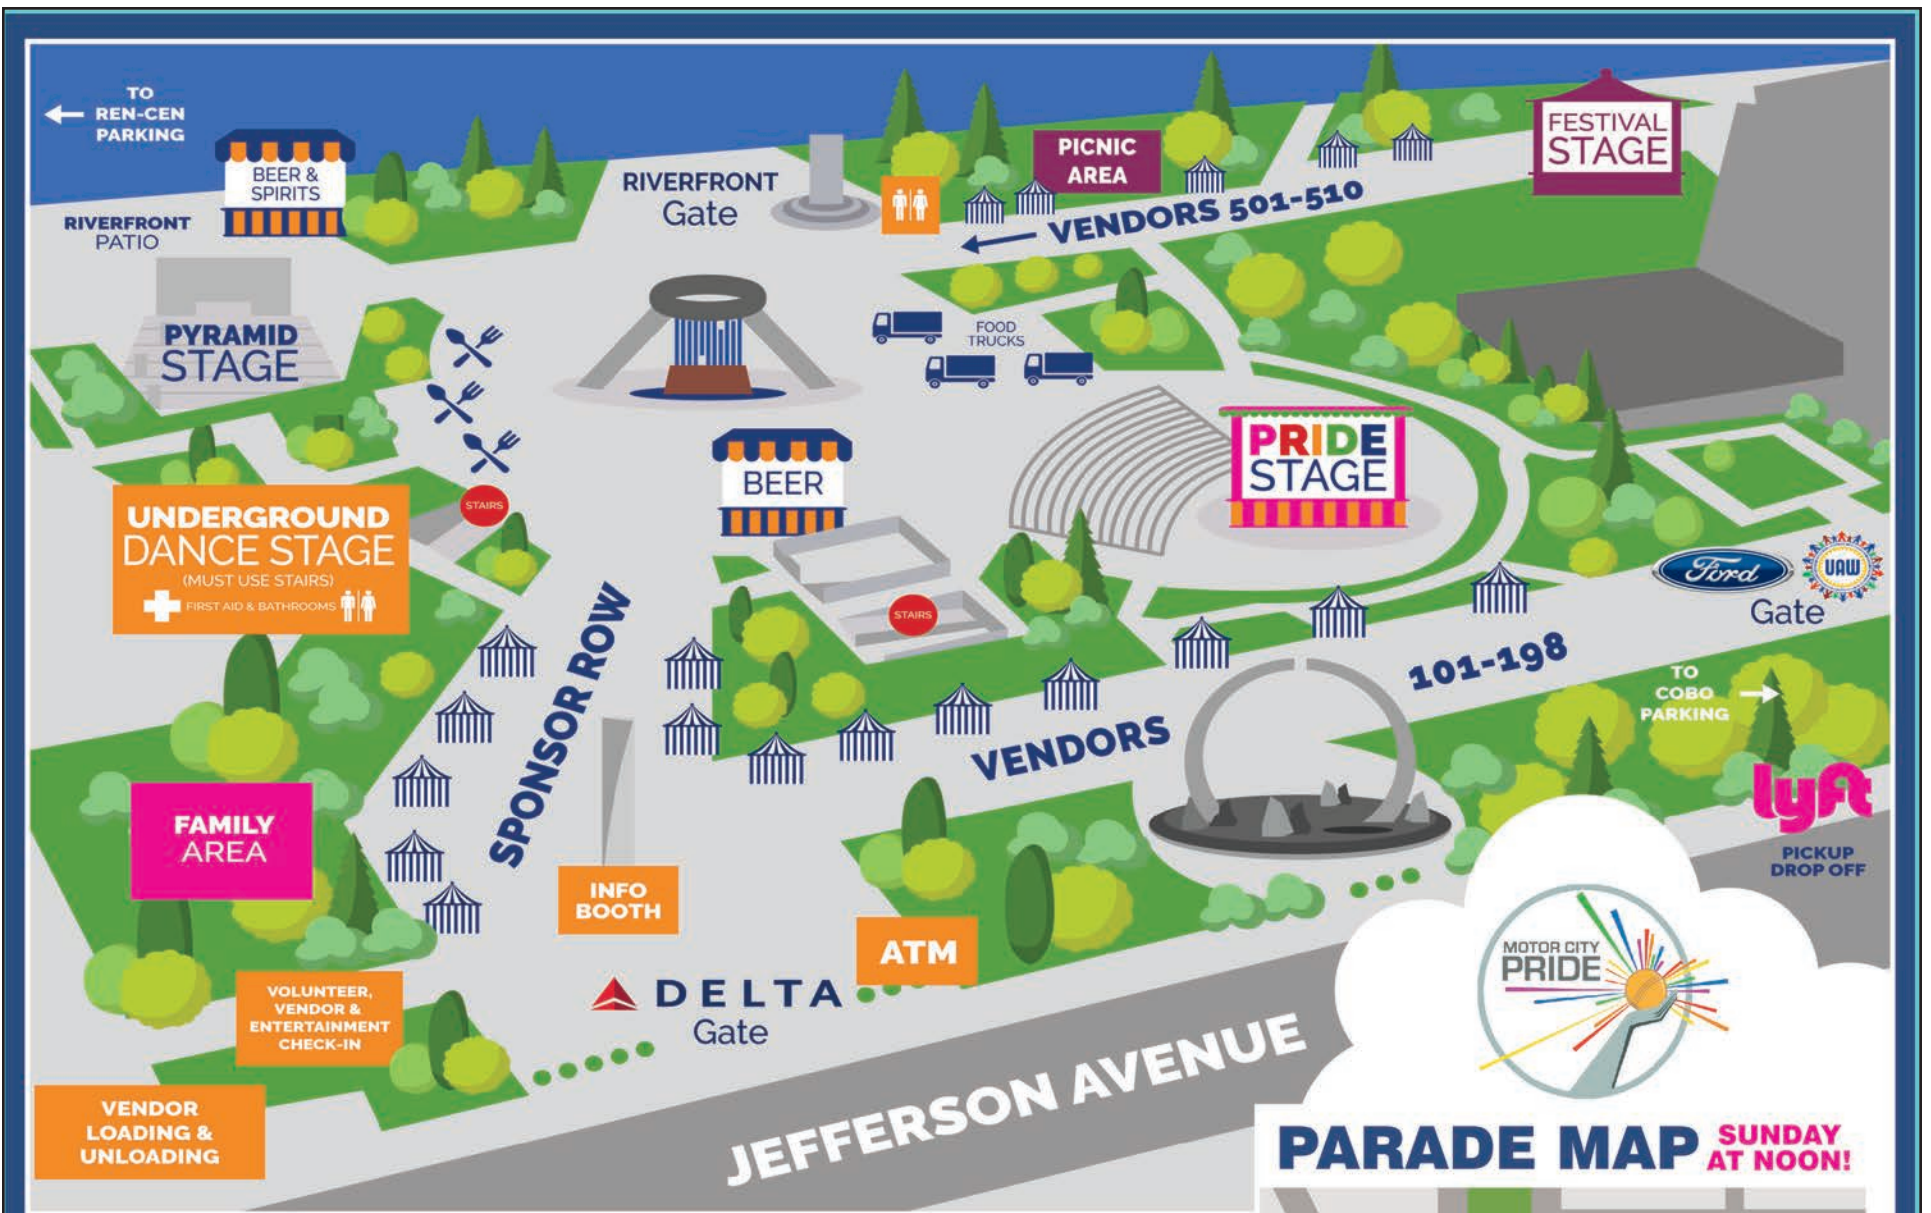 TO
REN-CEN
PARKING
BEER &
SPIRITS
RIVERFRONT
PATIO
RIVERFRONT
Gate
PICNIC
AREA
VENDORS 501-510
FESTIVAL
STAGE
PYRAMID
STAGE
FOOD
TRUCKS
PRIDE
STAGE
BEER
STAIRS
UNDERGROUND
DANCE STAGE
(MUST USE STAIRS)
FIRST AID & BATHROOMS
STAIRS
Ford
UAW
Gate
SPONSOR ROW
VENDORS
101-198
TO
COBO
PARKING
lyft
PICKUP
DROP OFF
FAMILY
AREA
INFO
BOOTH
ATM
VOLUNTEER,
VENDOR &
ENTERTAINMENT
CHECK-IN
DELTA
Gate
VENDOR
LOADING &
UNLOADING
JEFFERSON AVENUE
MOTOR CITY
PRIDE
PARADE MAP
SUNDAY
AT NOON!